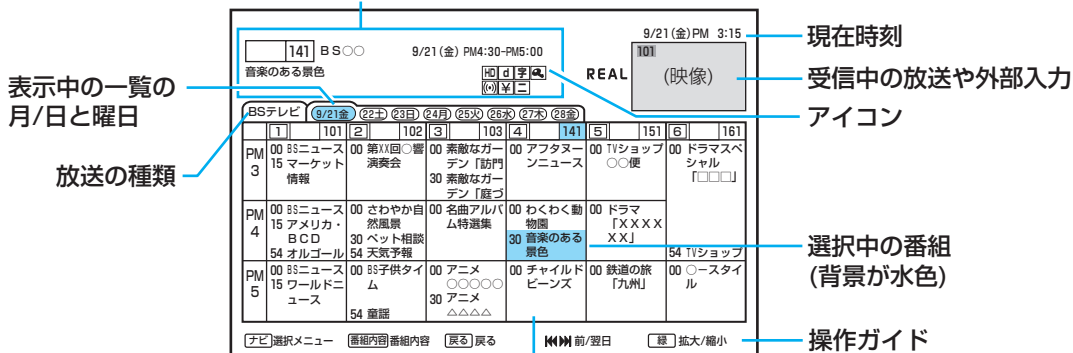 9/21(金)PM 3:15
現在時刻
141 BS○○ 9/21(金) PM4:30-PM5:00
音楽のある景色
HD d 字
¥ 二
REAL
101
(映像)
受信中の放送や外部入力
アイコン
表示中の一覧の
月/日と曜日
放送の種類
BSテレビ 9/21金 (22土) (23日) (24月) (25火) (26水) (27木) (28金)
1 101 2 102 3 103 4 141 5 151 6 161
PM
3
00 BSニュース
15 マーケット
情報
00 第XX回○響
演奏会
00 素敵なガー
デン「訪門
30 素敵なガー
デン「庭づ
00 アフタヌー
ンニュース
00 TVショップ
○○便
00 ドラマスペ
シャル
「□□□」
PM
4
00 BSニュース
15 アメリカ・
BCD
54 オルゴール
00 さわやか自
然風景
30 ペット相談
54 天気予報
00 名曲アルバ
ム特選集
00 わくわく動
物園
30 音楽のある
景色
00 ドラマ
「XXXX
XX」
54 TVショップ
PM
5
00 BSニュース
15 ワールドニ
ュース
00 BS子供タイ
ム
54 童謡
00 アニメ
○○○○○
30 アニメ
△△△△
00 チャイルド
ビーンズ
00 鉄道の旅
「九州」
00 ○ースタイ
ル
選択中の番組
(背景が水色)
ナビ 選択メニュー 番組内容 番組内容 戻る 戻る 前/翌日 緑 拡大/縮小
操作ガイド